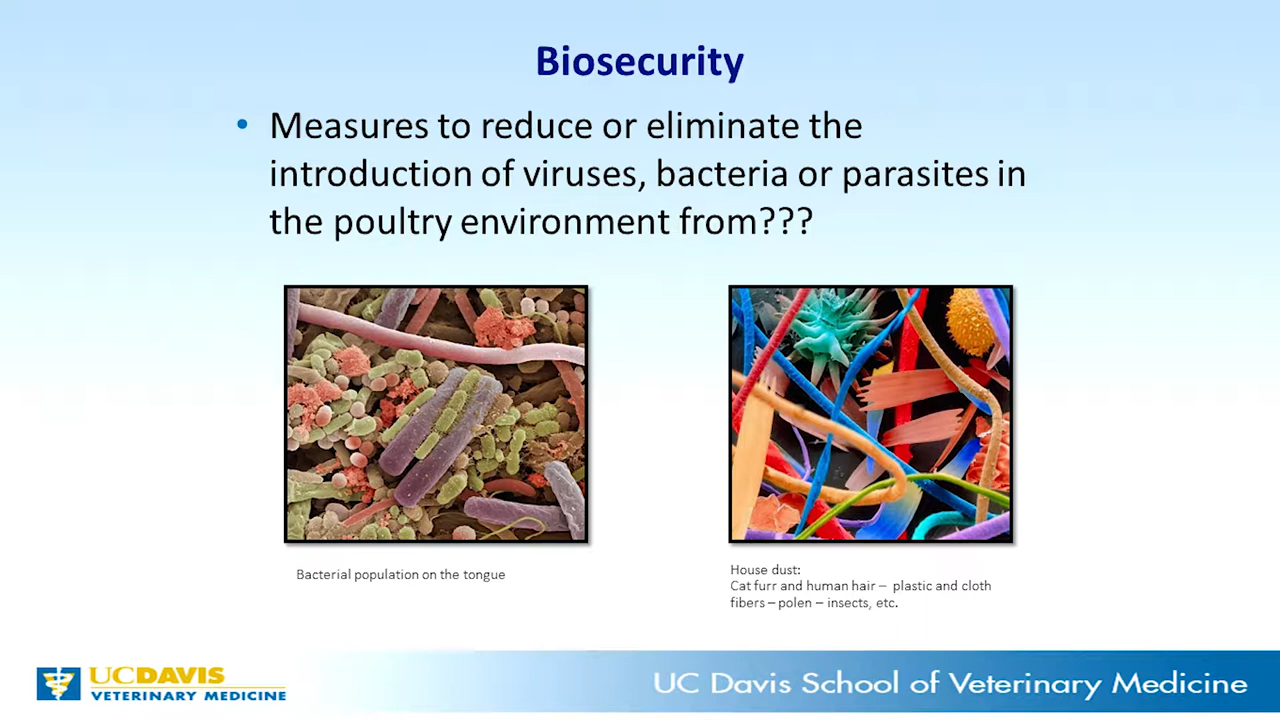 Biosecurity
• Measures to reduce or eliminate the
introduction of viruses, bacteria or parasites in
the poultry environment from???
Bacterial population on the tongue
House dust:
Cat furr and human hair – plastic and cloth
fibers – polen – insects, etc.
UCDAVIS
VETERINARY MEDICINE
UC Davis School of Veterinary Medicine